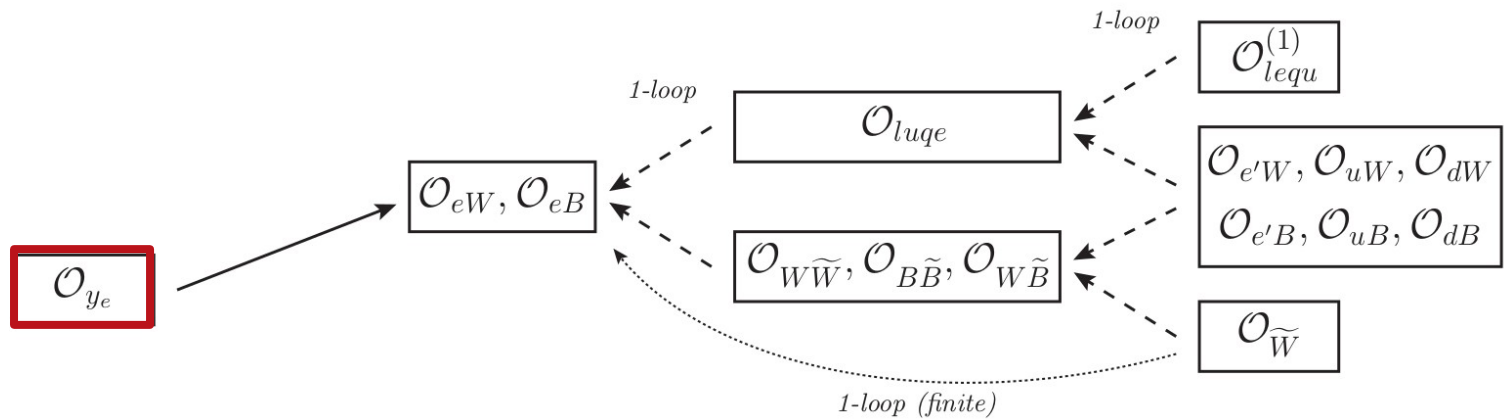 1-loop
𝒪_{lequ}^{(1)}
1-loop
𝒪_{luqe}
𝒪_{e′W}, 𝒪_{uW}, 𝒪_{dW}
𝒪_{e′B}, 𝒪_{uB}, 𝒪_{dB}
𝒪_{eW}, 𝒪_{eB}
𝒪_{W\widetilde{W}}, 𝒪_{B\widetilde{B}}, 𝒪_{W\widetilde{B}}
𝒪_{y_e}
𝒪_{\widetilde{W}}
1-loop (finite)